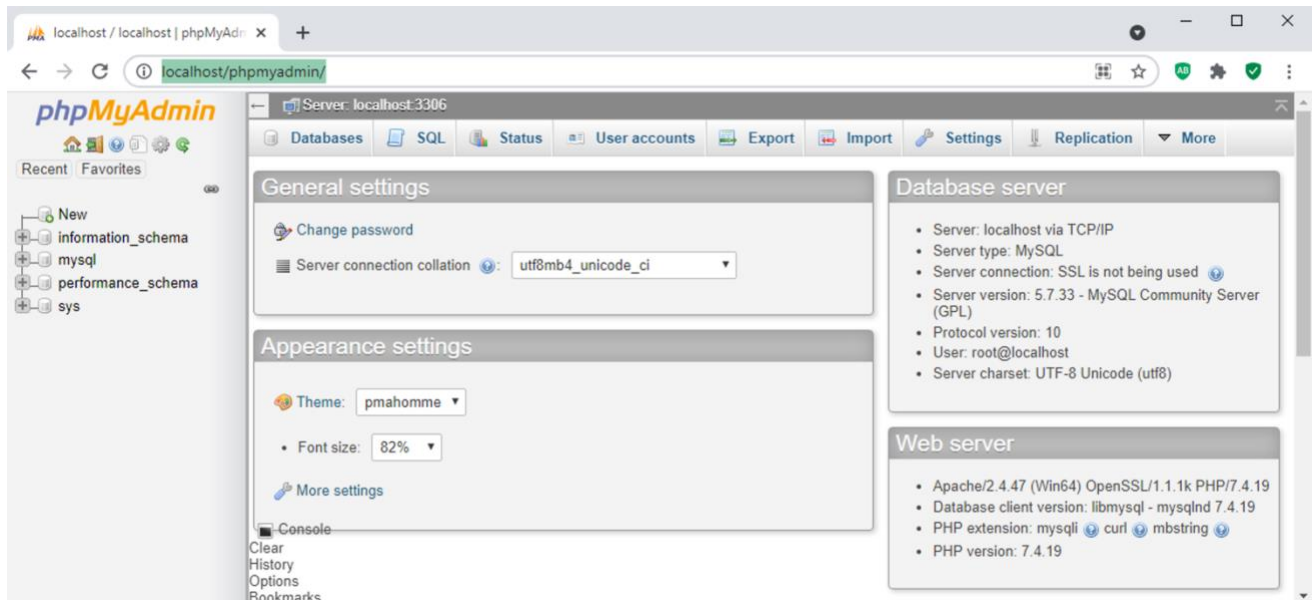 localhost / localhost | phpMyAdn
localhost/phpmyadmin/
phpMyAdmin
Recent Favorites
New
information_schema
mysql
performance_schema
sys
Server: localhost:3306
Databases SQL Status User accounts Export Import Settings Replication More
General settings
Change password
Server connection collation : utf8mb4_unicode_ci
Appearance settings
Theme: pmahomme
• Font size: 82%
More settings
Console
Clear
History
Options
Bookmarks
Database server
• Server: localhost via TCP/IP
• Server type: MySQL
• Server connection: SSL is not being used
• Server version: 5.7.33 - MySQL Community Server
(GPL)
• Protocol version: 10
• User: root@localhost
• Server charset: UTF-8 Unicode (utf8)
Web server
• Apache/2.4.47 (Win64) OpenSSL/1.1.1k PHP/7.4.19
• Database client version: libmysql - mysqlnd 7.4.19
• PHP extension: mysqli curl mbstring
• PHP version: 7.4.19